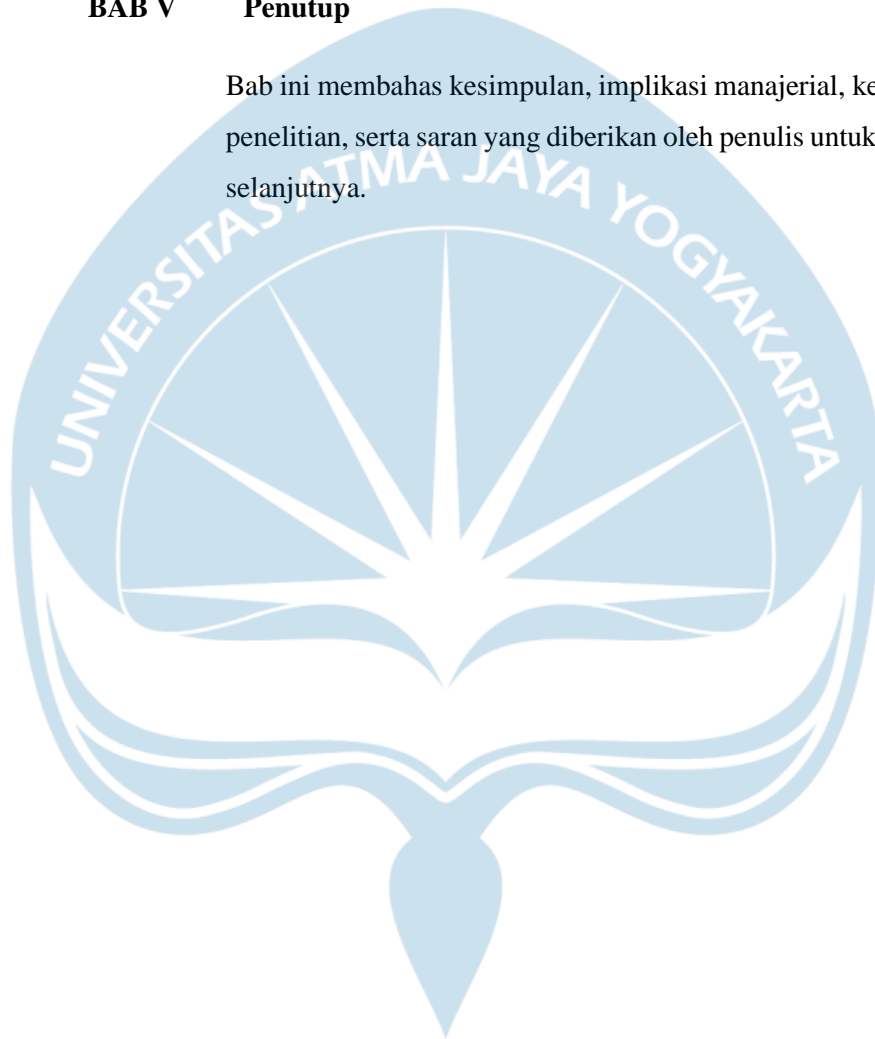 BAB V Penutup
Bab ini membahas kesimpulan, implikasi manajerial, ke
penelitian, serta saran yang diberikan oleh penulis untuk
selanjutnya.
UNIVERSITAS ATMA JAYA YOGYAKARTA